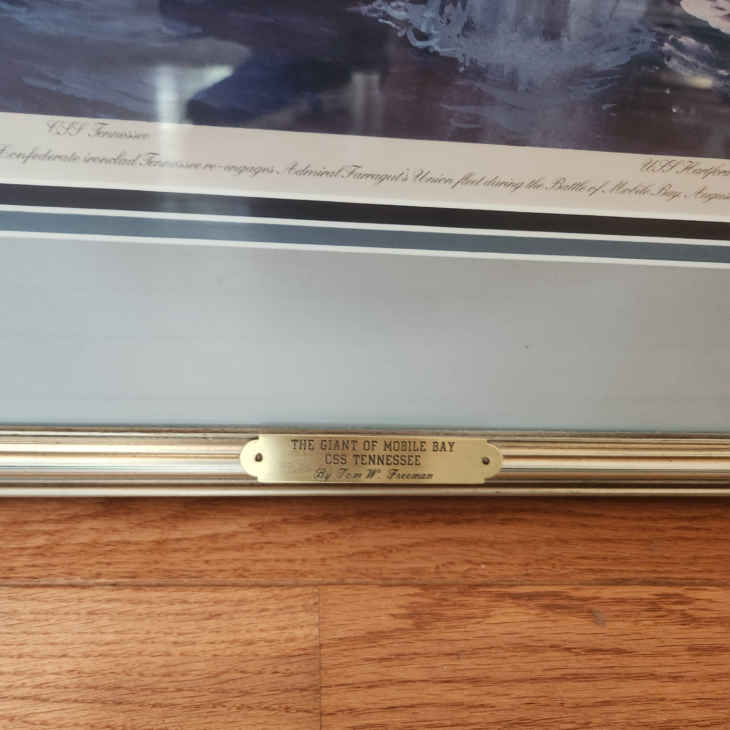 CSS Tennessee
USS Hartford
Confederate ironclad Tennessee re-engages Admiral Farragut's Union fleet during the Battle of Mobile Bay, August
THE GIANT OF MOBILE BAY
CSS TENNESSEE
By Tom W. Freeman